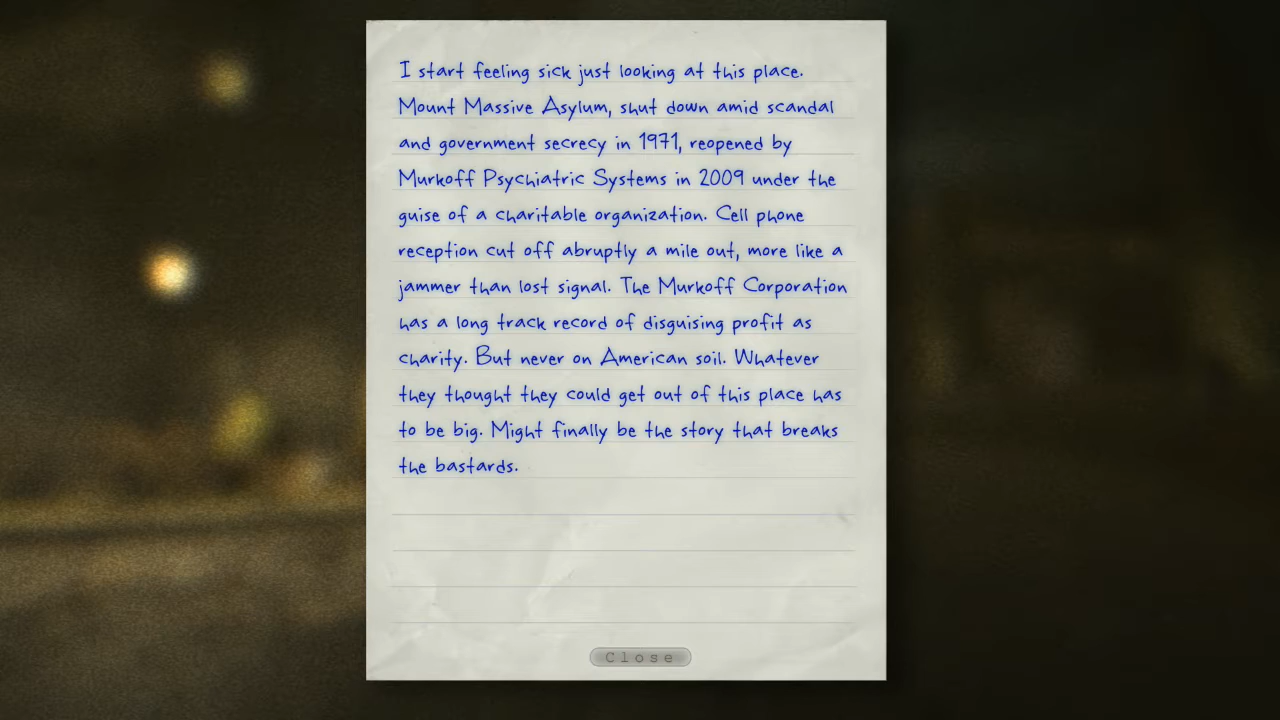 I start feeling sick just looking at this place.
Mount Massive Asylum, shut down amid scandal
and government secrecy in 1971, reopened by
Murkoff Psychiatric Systems in 2009 under the
guise of a charitable organization. Cell phone
reception cut off abruptly a mile out, more like a
jammer than lost signal. The Murkoff Corporation
has a long track record of disguising profit as
charity. But never on American soil. Whatever
they thought they could get out of this place has
to be big. Might finally be the story that breaks
the bastards.
Close